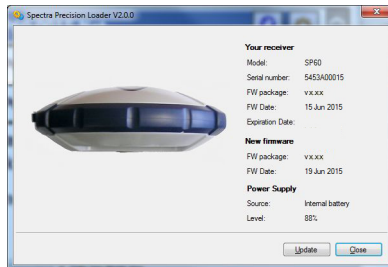 Spectra Precision Loader V2.0.0
Your receiver
Model: SP60
Serial number: 5453A00015
FW package: vx.xx
FW Date: 15 Jun 2015
Expiration Date:
New firmware
FW package: vx.xx
FW Date: 19 Jun 2015
Power Supply
Source: Internal battery
Level: 88%
Update Close